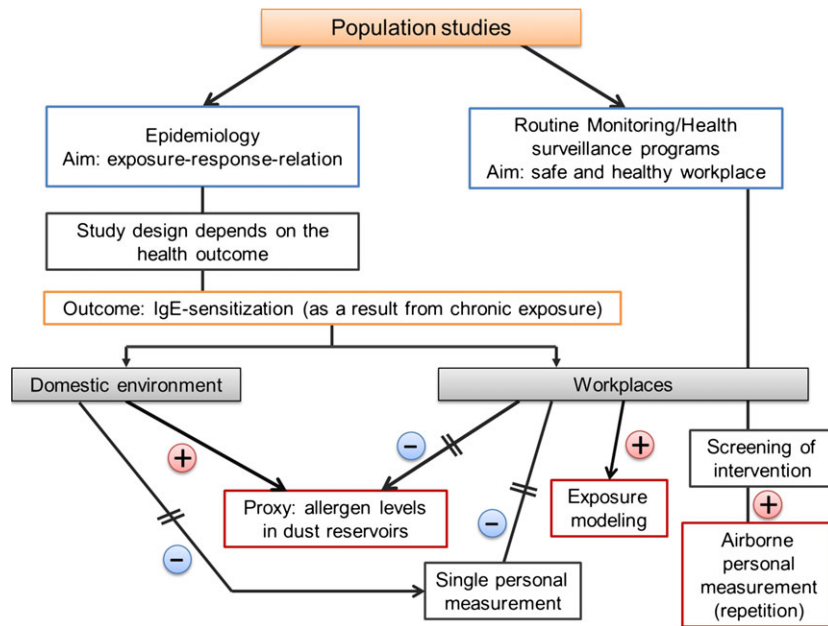 Population studies
Epidemiology
Aim: exposure-response-relation
Routine Monitoring/Health
surveillance programs
Aim: safe and healthy workplace
Study design depends on the
health outcome
Outcome: IgE-sensitization (as a result from chronic exposure)
Domestic environment
Workplaces
+
−
+
Screening of
intervention
Proxy: allergen levels
in dust reservoirs
Exposure
modeling
+
−
−
Airborne
personal
measurement
(repetition)
Single personal
measurement